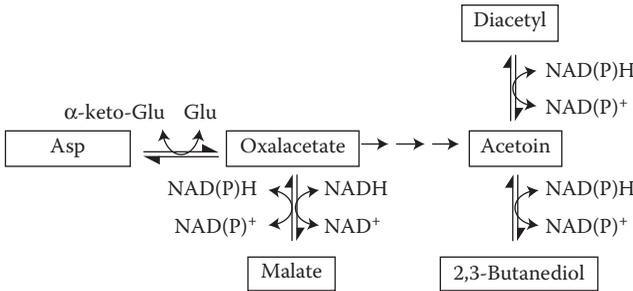 Diacetyl
NAD(P)H
NAD(P)+
α-keto-Glu Glu
Asp
Oxalacetate
Acetoin
NAD(P)H
NADH
NAD(P)H
NAD(P)+
NAD+
NAD(P)+
Malate
2,3-Butanediol